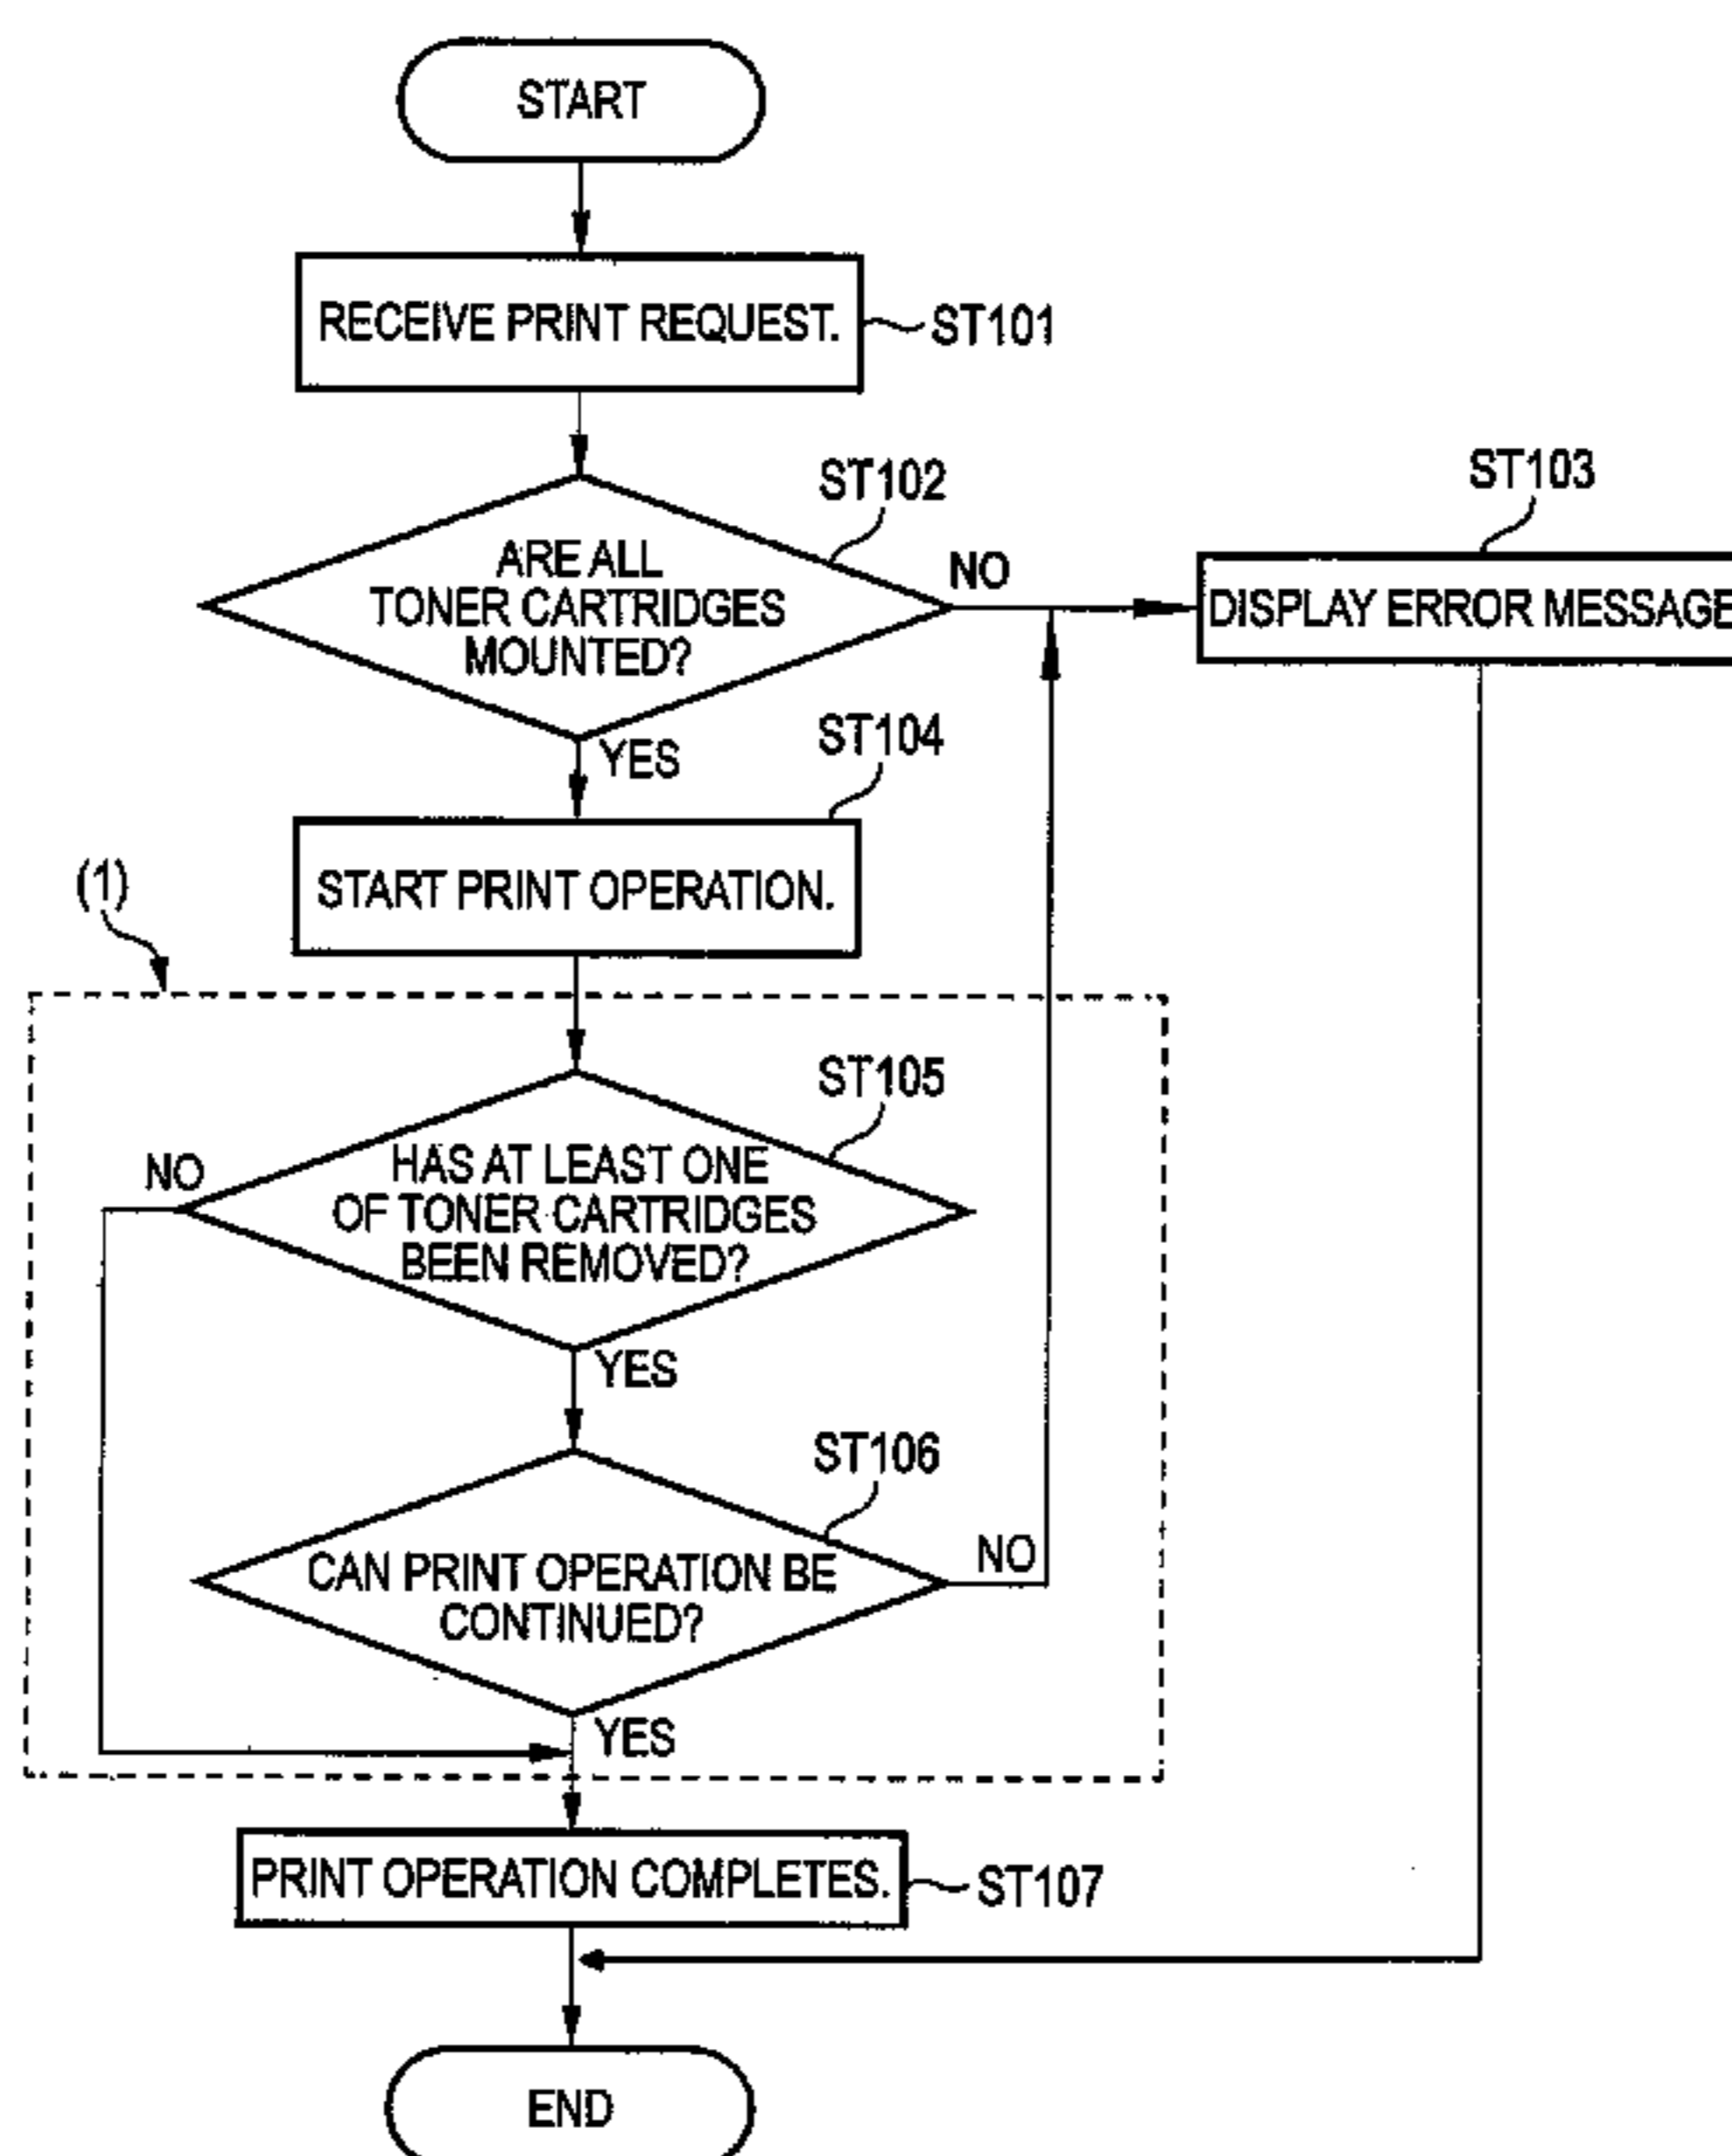 START
RECEIVE PRINT REQUEST.
ST101
ST102
ARE ALL
TONER CARTRIDGES
MOUNTED?
NO
ST103
DISPLAY ERROR MESSAGE
YES
ST104
START PRINT OPERATION.
(1)
ST105
HAS AT LEAST ONE
OF TONER CARTRIDGES
BEEN REMOVED?
NO
YES
ST106
CAN PRINT OPERATION BE
CONTINUED?
NO
YES
PRINT OPERATION COMPLETES.
ST107
END